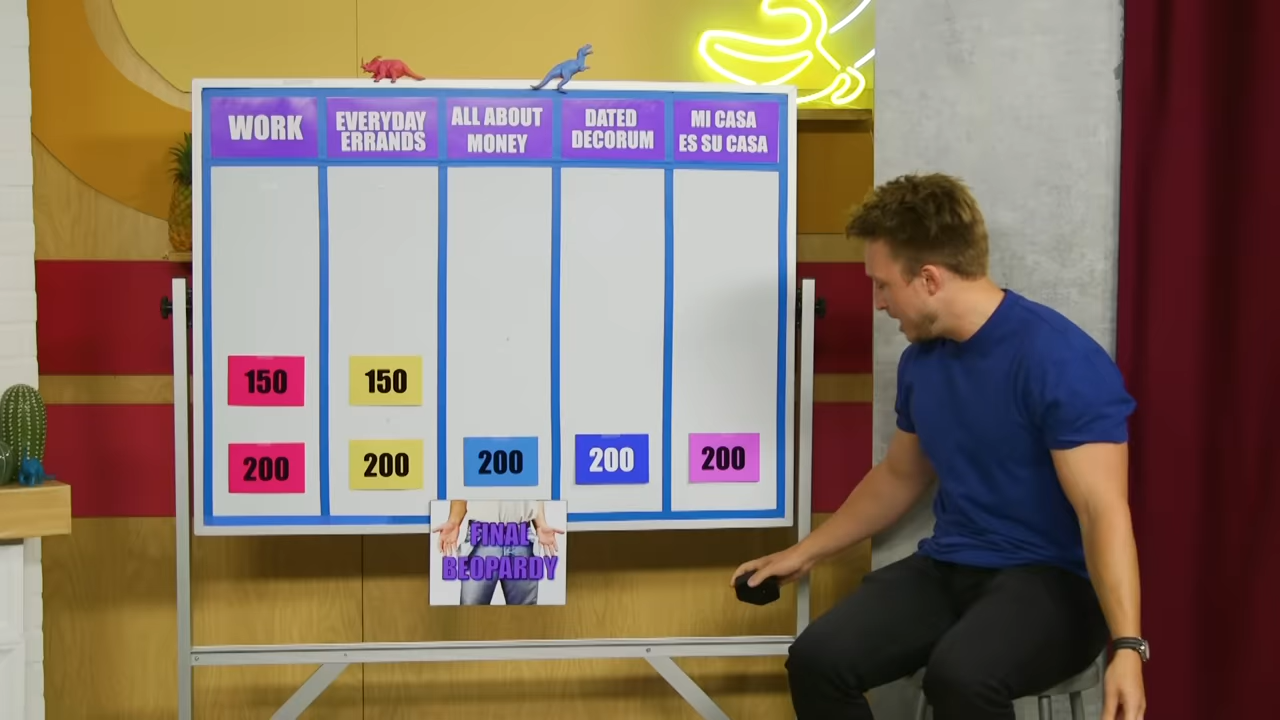 WORK
EVERYDAY
ERRANDS
ALL ABOUT
MONEY
DATED
DECORUM
MI CASA
ES SU CASA
150
150
200
200
200
200
200
FINAL
BEOPARDY